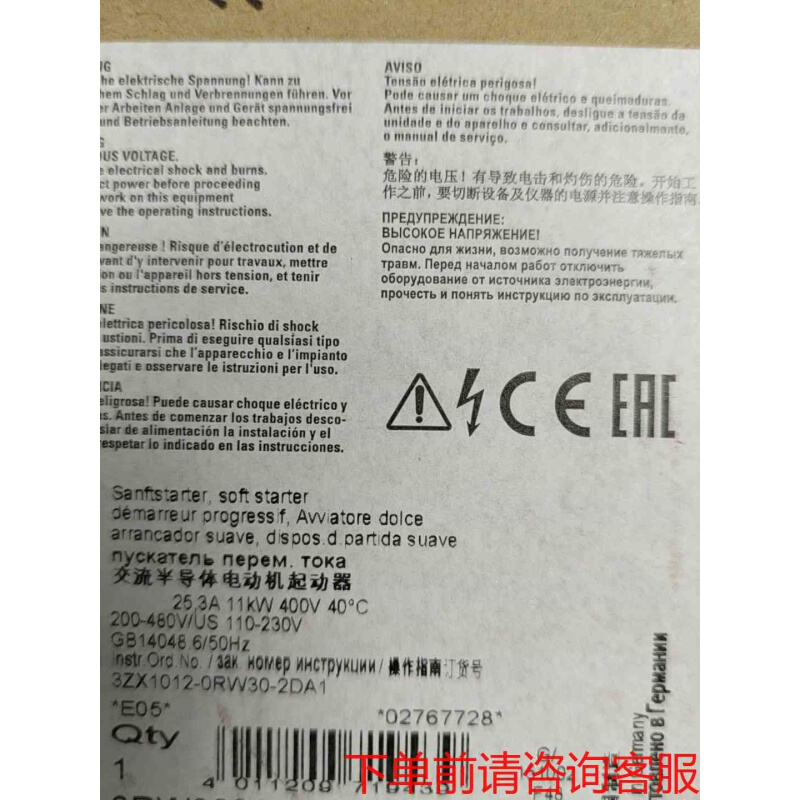 UG
he elektrische Spannung! Kann zu
hem Schlag und Verbrennungen führen. Vor
er Arbeiten Anlage und Gerät spannungsfrei
und Betriebsanleitung beachten.
G
OUS VOLTAGE.
e electrical shock and burns.
ct power before proceeding
work on this equipment
ve the operating instructions.
ON
angereuse ! Risque d'électrocution et de
vant d'y intervenir pour travaux, mettre
on ou l'appareil hors tension, et tenir
s instructions de service.
NE
elettrica pericolosa! Rischio di shock
ustioni. Prima di eseguire qualsiasi tipo
assicurarsi che l'apparecchio e l'impianto
legati e osservare le istruzioni per l'uso.
CIA
eligrosa! Puede causar choque eléctrico y
s. Antes de comenzar los trabajos desco-
siar de alimentación la instalación y el
respetar lo indicado en las instrucciones.
AVISO
Tensão elétrica perigosa!
Pode causar um choque elétrico e queimaduras.
Antes de iniciar os trabalhos, desligue a tensão da
unidade e do aparelho e consultar, adicionalmente,
o manual de serviço.
警告:
危险的电压! 有导致电击和灼伤的危险。开始工
作之前, 要切断设备及仪器的电源并注意操作指南
ПРЕДУПРЕЖДЕНИЕ:
ВЫСОКОЕ НАПРЯЖЕНИЕ!
Опасно для жизни, возможно получение тяжелых
травм. Перед началом работ отключить
оборудование от источника электроэнергии,
прочесть и понять инструкцию по эксплуатации.
CE EAC
Sanftstarter, soft starter
démarreur progressif, Avviatore dolce
arrancador suave, dispos.d.partida suave
пускатель перем. тока
交流半导体电动机起动器
25,3A 11kW 400V 40°C
200-480V/US 110-230V
GB14048.6/50Hz
Instr.Ord.No. / зак. номер инструкции / 操作指南订货号
3ZX1012-0RW30-2DA1
*E05* *02767728*
Qty
1
下单前请咨询客服